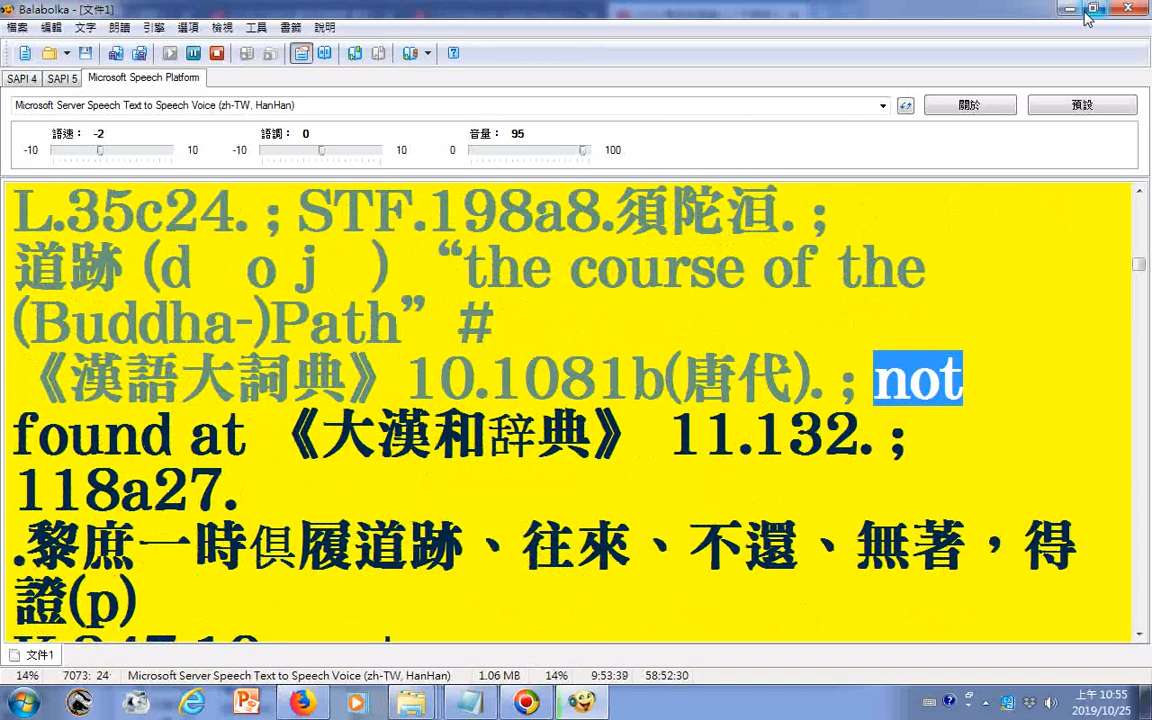 Balabolka - [文件1]
檔案 編輯 文字 朗讀 引擎 選項 檢視 工具 書籤 說明
SAPI 4 SAPI 5 Microsoft Speech Platform
Microsoft Server Speech Text to Speech Voice (zh-TW, HanHan) 關於 預設
語速： -2 語調： 0 音量： 95
-10 10 -10 10 0 100
L.35c24. ; STF.198a8.須陀洹. ;
道跡 (d o j ) “the course of the
(Buddha-)Path” #
《漢語大詞典》 10.1081b(唐代). ; not
found at 《大漢和辞典》 11.132. ;
118a27.
.黎庶一時俱履道跡、往來、不還、無著，得
證(p)
文件1
14% 7073: 24 Microsoft Server Speech Text to Speech Voice (zh-TW, HanHan) 1.06 MB 14% 9:53:39 58:52:30
上午 10:55
2019/10/25